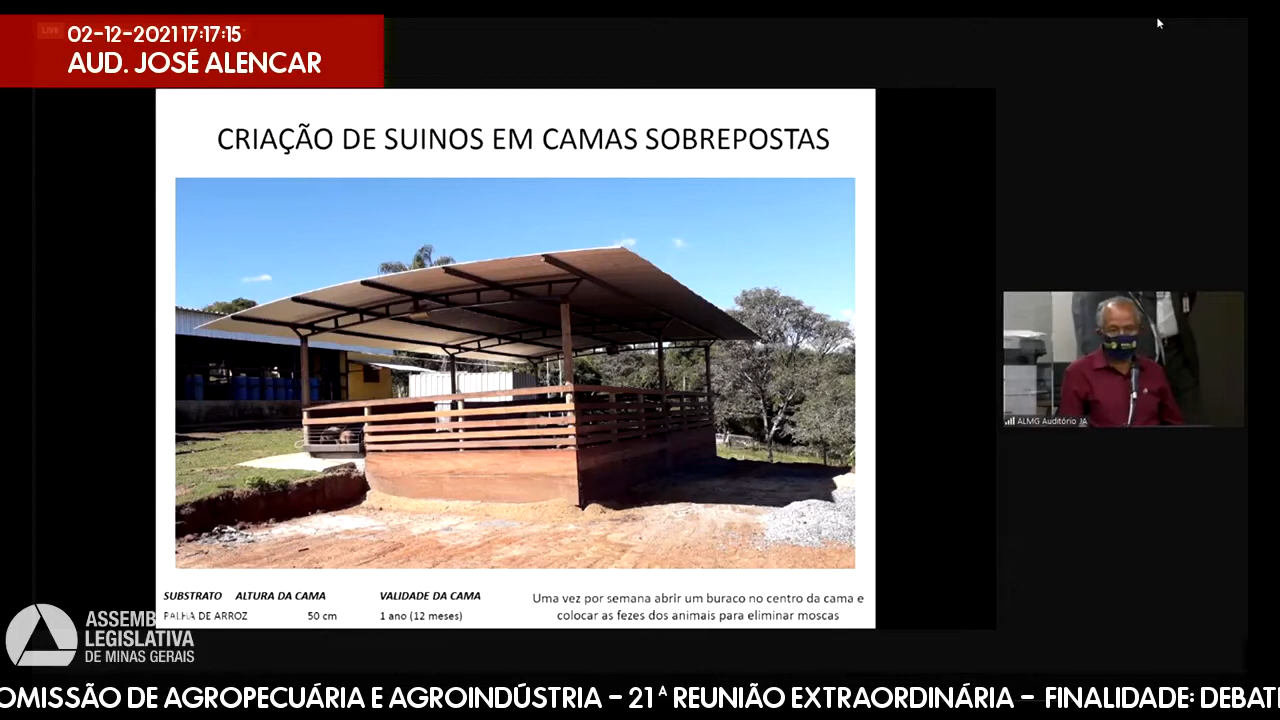 LIVE
02-12-2021 17:17:15
AUD. JOSÉ ALENCAR
CRIAÇÃO DE SUINOS EM CAMAS SOBREPOSTAS
SUBSTRATO ALTURA DA CAMA VALIDADE DA CAMA
PALHA DE ARROZ 50 cm 1 ano (12 meses)
Uma vez por semana abrir um buraco no centro da cama e
colocar as fezes dos animais para eliminar moscas
ALMG Auditório JA
ASSEMB
LEGISLATIVA
DE MINAS GERAIS
OMISSÃO DE AGROPECUÁRIA E AGROINDÚSTRIA - 21ª REUNIÃO EXTRAORDINÁRIA - FINALIDADE: DEBATE